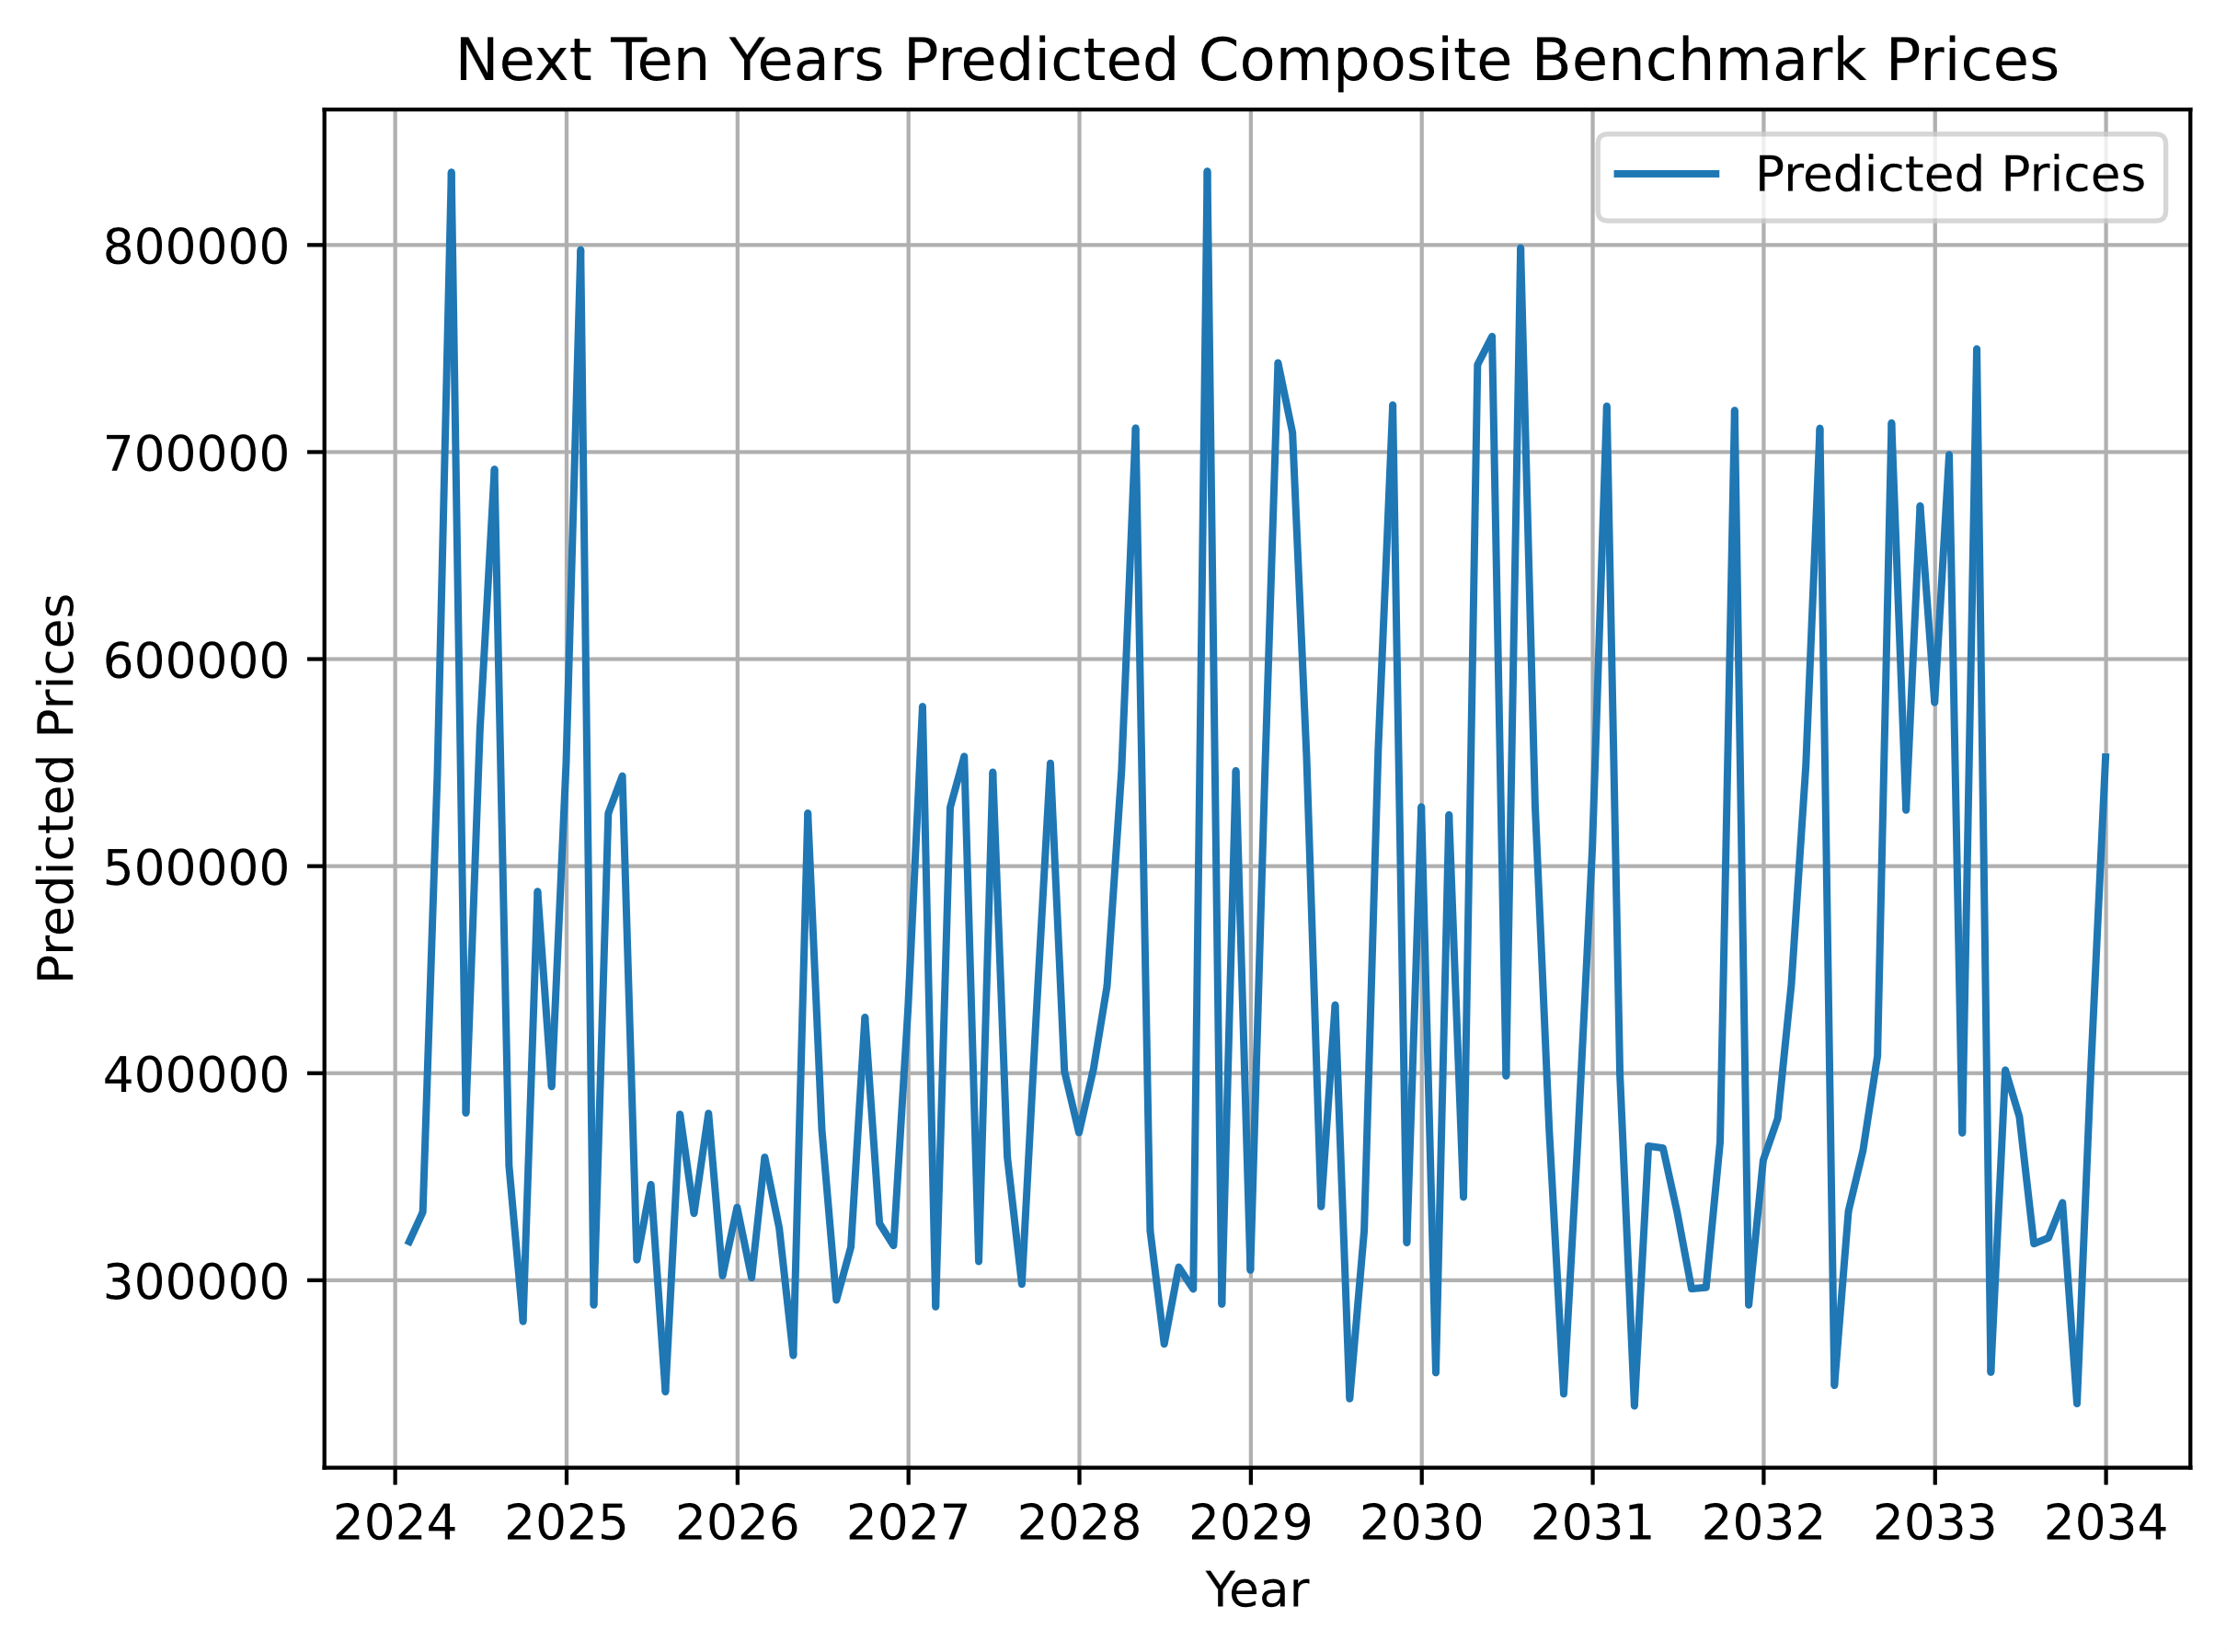 Next Ten Years Predicted Composite Benchmark Prices
Predicted Prices
800000
700000
600000
500000
400000
300000
Predicted Prices
2024 2025 2026 2027 2028 2029 2030 2031 2032 2033 2034
Year